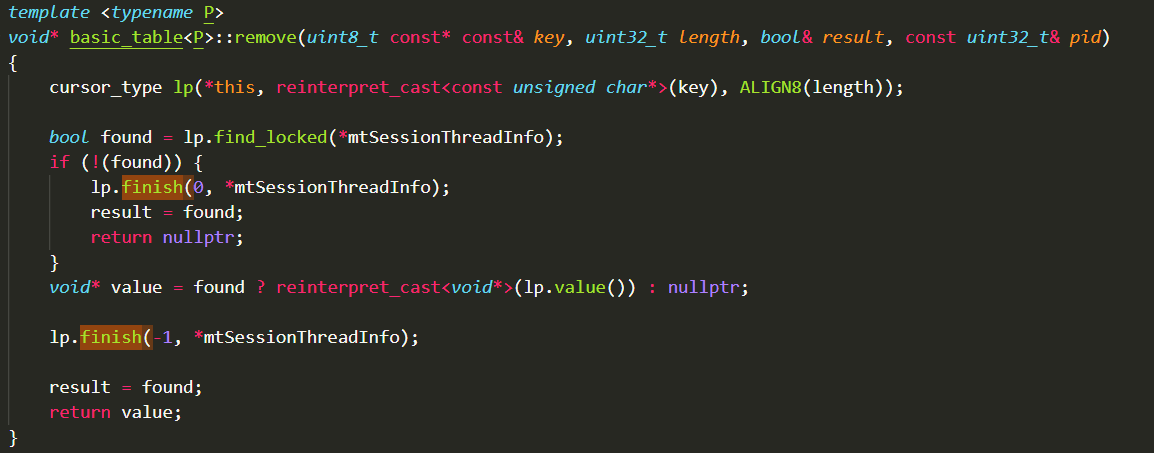 template <typename P>
void* basic_table<P>::remove(uint8_t const* const& key, uint32_t length, bool& result, const uint32_t& pid)
{
    cursor_type lp(*this, reinterpret_cast<const unsigned char*>(key), ALIGN8(length));

    bool found = lp.find_locked(*mtSessionThreadInfo);
    if (!(found)) {
        lp.finish(0, *mtSessionThreadInfo);
        result = found;
        return nullptr;
    }
    void* value = found ? reinterpret_cast<void*>(lp.value()) : nullptr;

    lp.finish(-1, *mtSessionThreadInfo);

    result = found;
    return value;
}